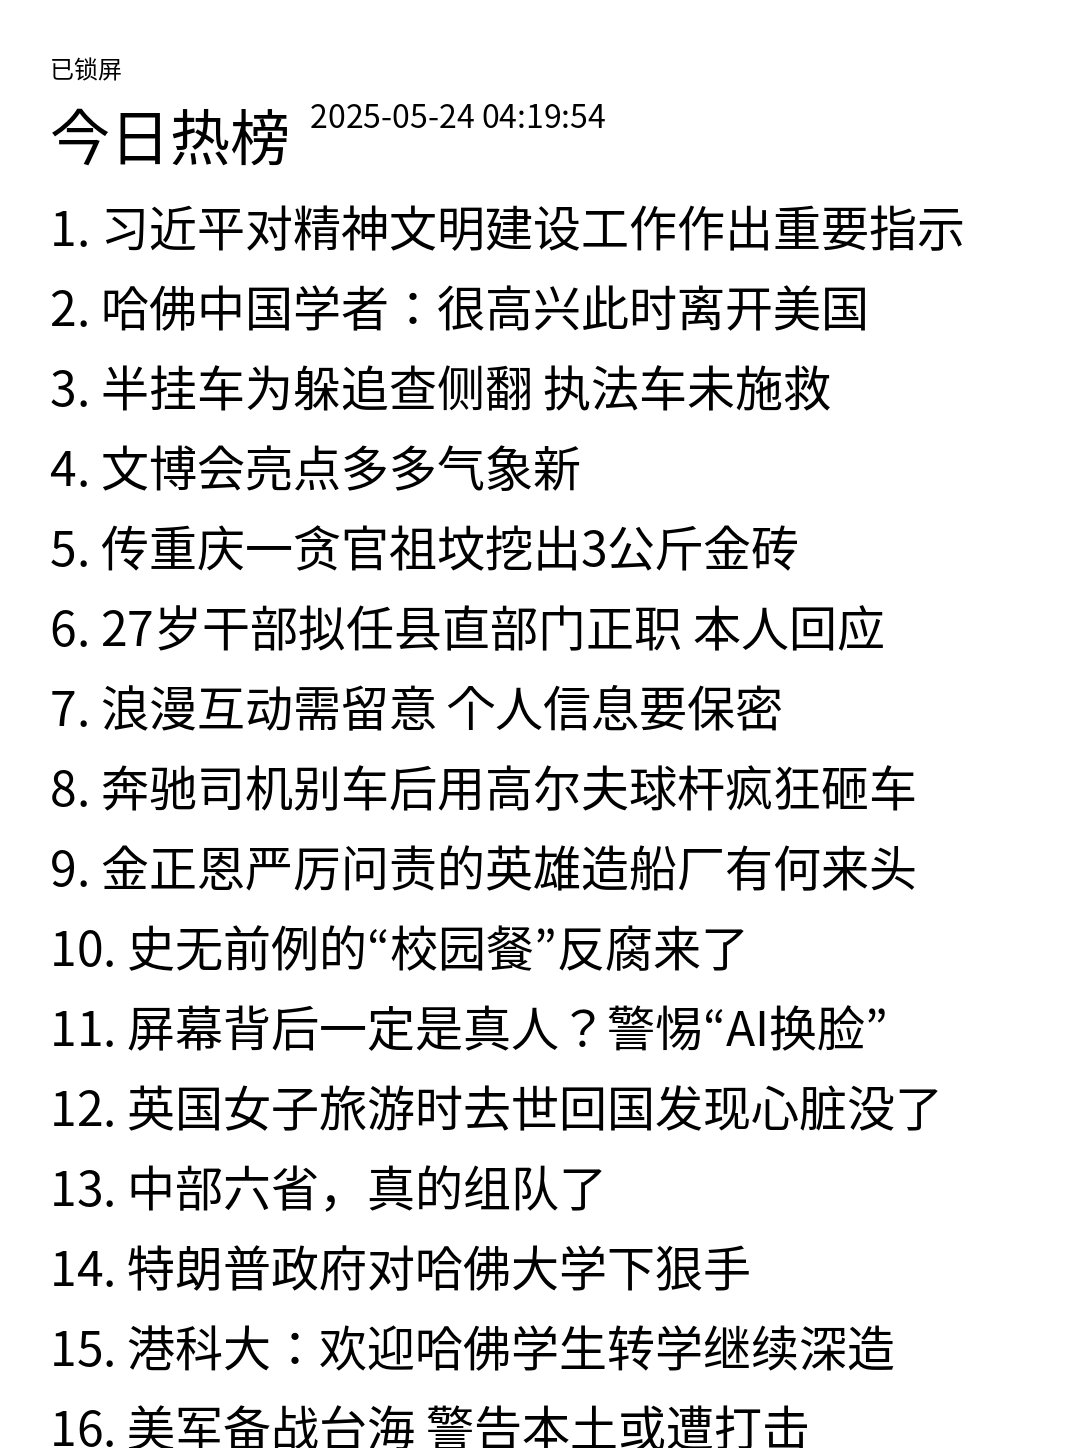 已锁屏
今日热榜 2025-05-24 04:19:54
1. 习近平对精神文明建设工作作出重要指示
2. 哈佛中国学者：很高兴此时离开美国
3. 半挂车为躲追查侧翻 执法车未施救
4. 文博会亮点多多气象新
5. 传重庆一贪官祖坟挖出3公斤金砖
6. 27岁干部拟任县直部门正职 本人回应
7. 浪漫互动需留意 个人信息要保密
8. 奔驰司机别车后用高尔夫球杆疯狂砸车
9. 金正恩严厉问责的英雄造船厂有何来头
10. 史无前例的“校园餐”反腐来了
11. 屏幕背后一定是真人？警惕“AI换脸”
12. 英国女子旅游时去世回国发现心脏没了
13. 中部六省，真的组队了
14. 特朗普政府对哈佛大学下狠手
15. 港科大：欢迎哈佛学生转学继续深造
16. 美军备战台海 警告本土或遭打击